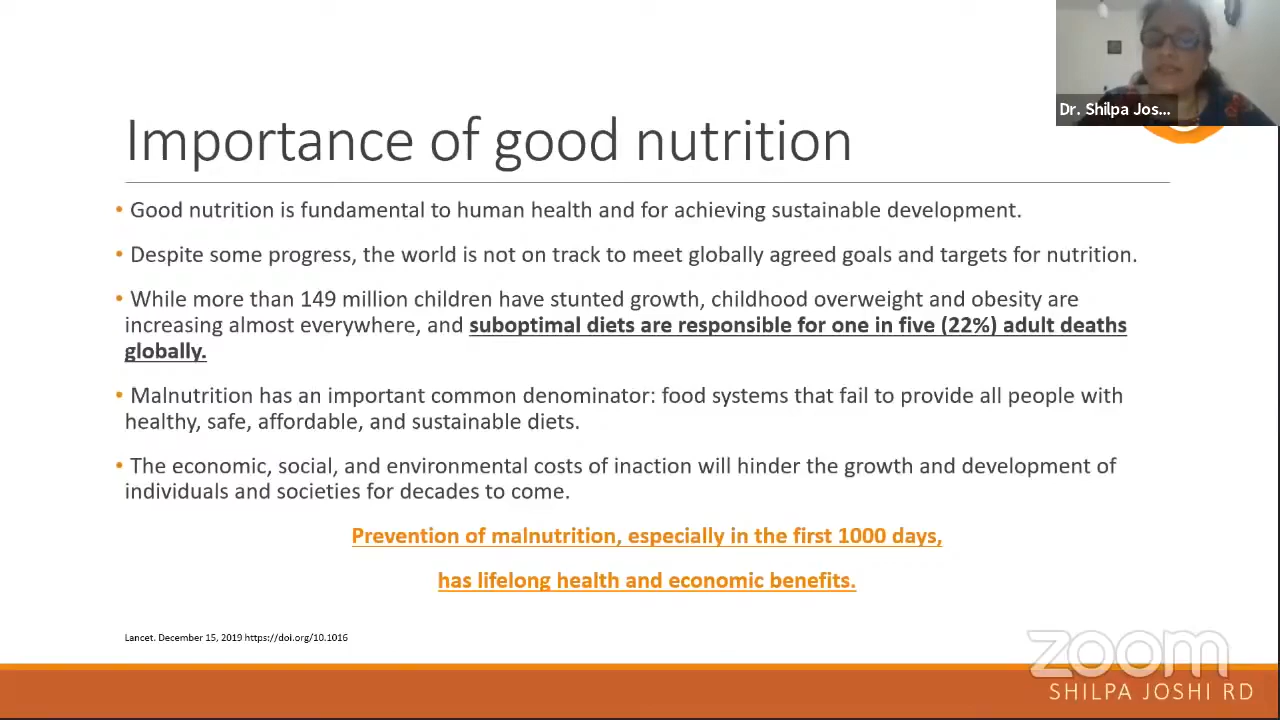 Dr. Shilpa Jos...
Importance of good nutrition
• Good nutrition is fundamental to human health and for achieving sustainable development.
• Despite some progress, the world is not on track to meet globally agreed goals and targets for nutrition.
• While more than 149 million children have stunted growth, childhood overweight and obesity are
increasing almost everywhere, and suboptimal diets are responsible for one in five (22%) adult deaths
globally.
• Malnutrition has an important common denominator: food systems that fail to provide all people with
healthy, safe, affordable, and sustainable diets.
• The economic, social, and environmental costs of inaction will hinder the growth and development of
individuals and societies for decades to come.
Prevention of malnutrition, especially in the first 1000 days,
has lifelong health and economic benefits.
Lancet. December 15, 2019 https://doi.org/10.1016
zoom
SHILPA JOSHI RD